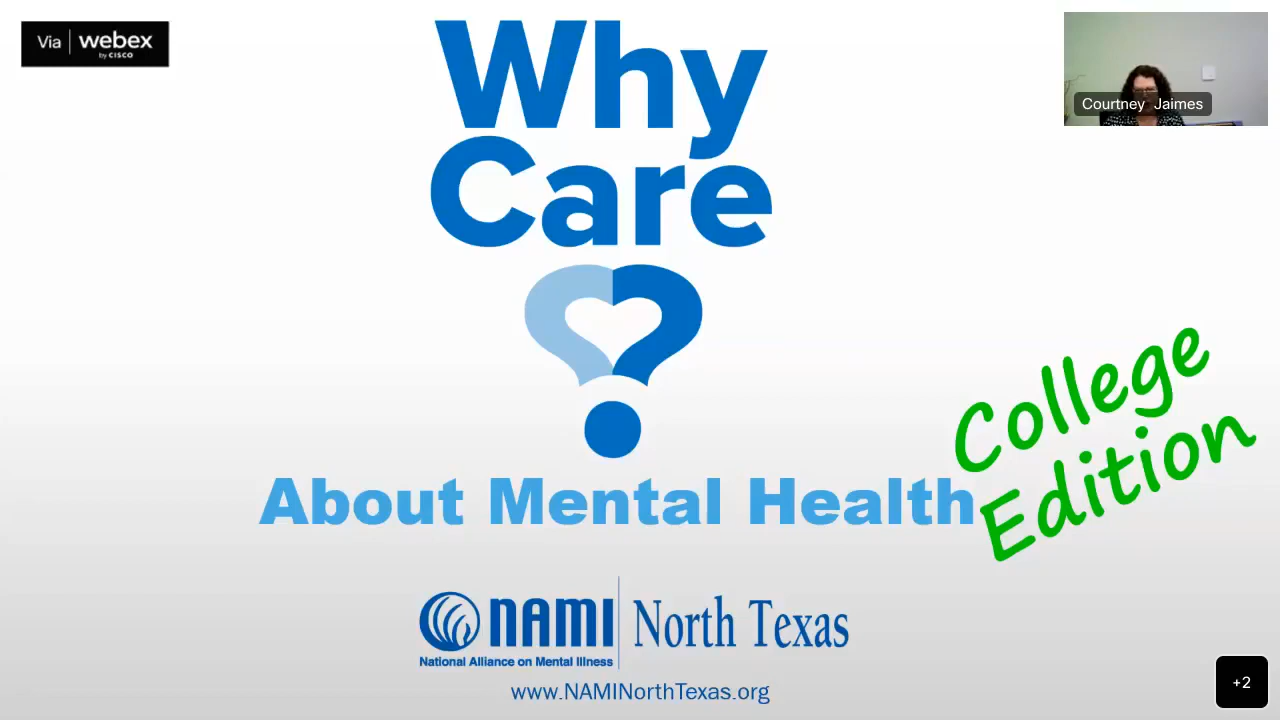 Via webex
by CISCO
Courtney Jaimes
Why
Care
?
About Mental Health
College
Edition
NAMI North Texas
National Alliance on Mental Illness
www.NAMINorthTexas.org
+2